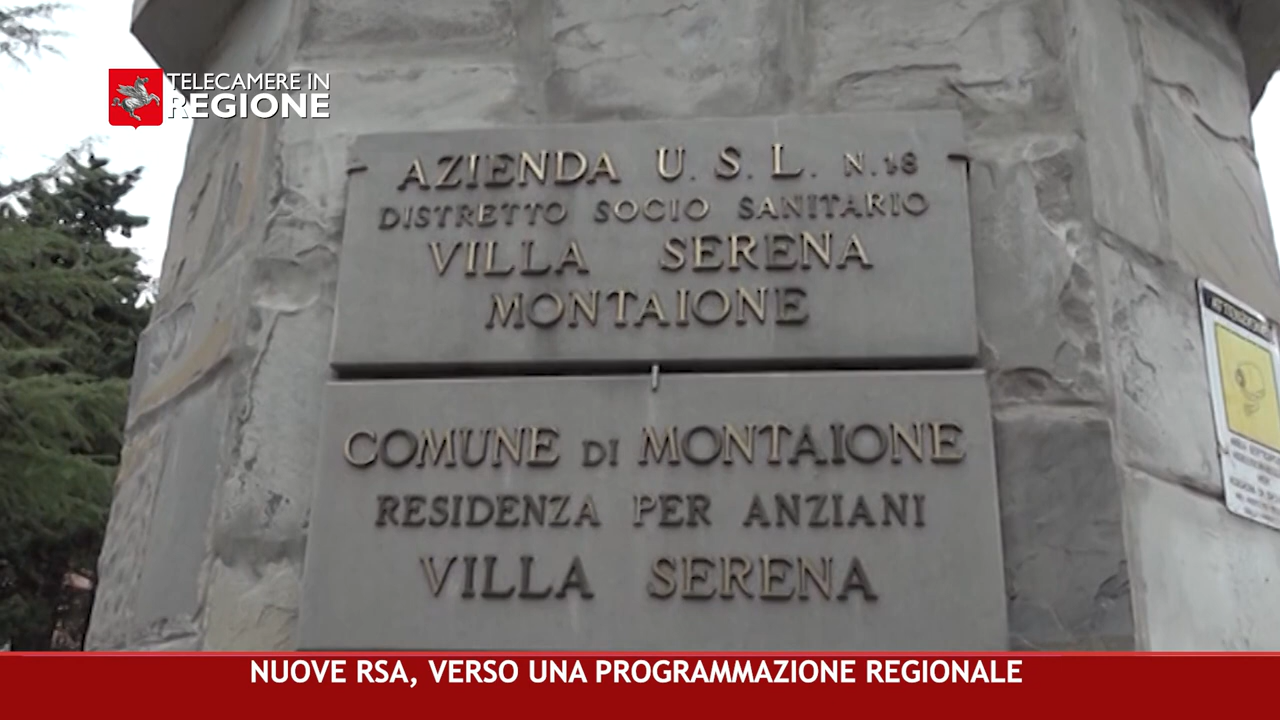 TELECAMERE IN
REGIONE
AZIENDA U.S.L. N.18
DISTRETTO SOCIO SANITARIO
VILLA SERENA
MONTAIONE
COMUNE DI MONTAIONE
RESIDENZA PER ANZIANI
VILLA SERENA
NUOVE RSA, VERSO UNA PROGRAMMAZIONE REGIONALE